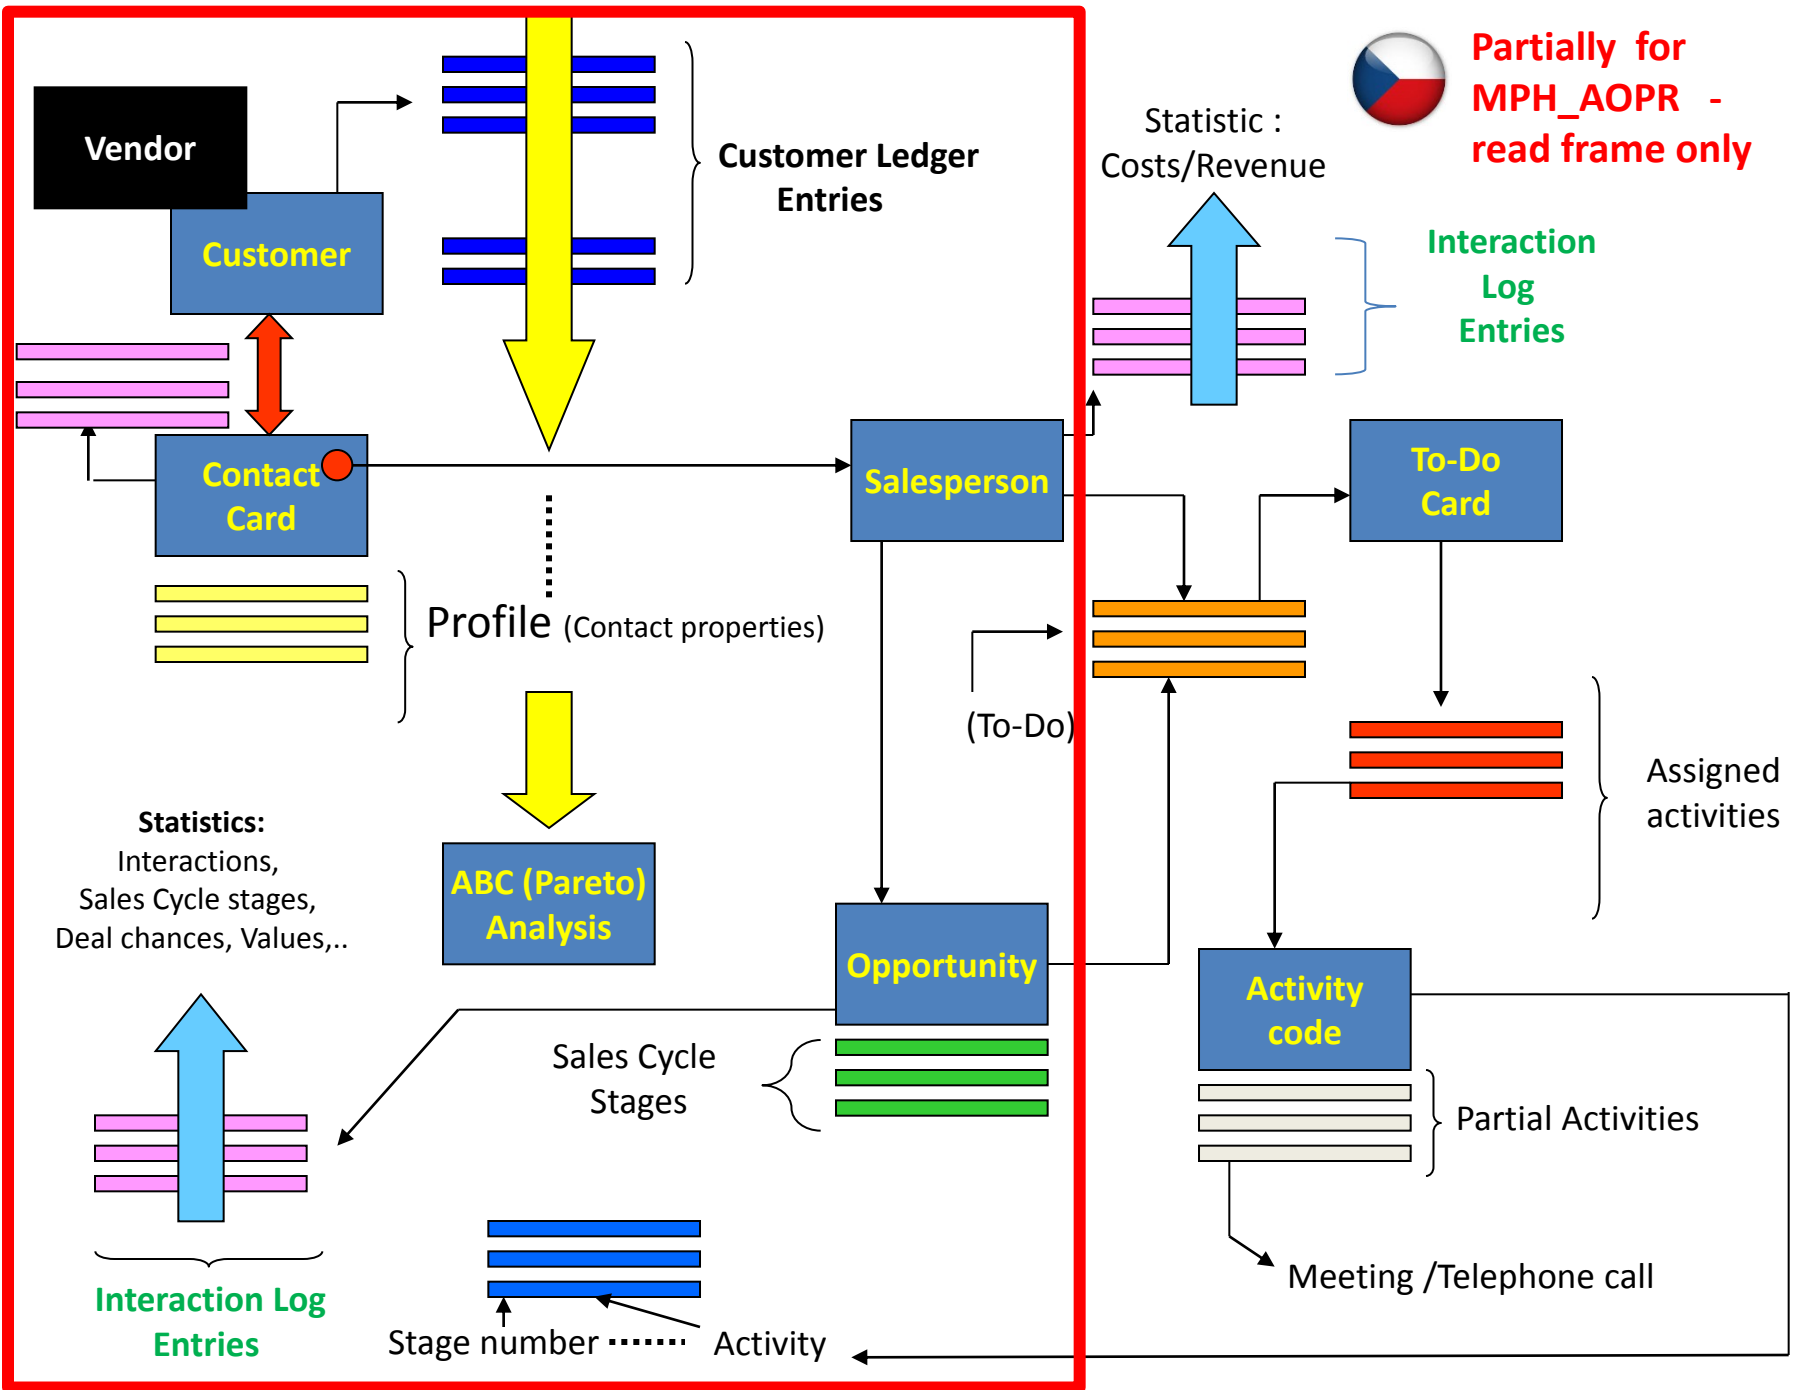 Partially for
MPH_AOPR -
read frame only
Vendor
Customer
Customer Ledger
Entries
Statistic :
Costs/Revenue
Interaction
Log
Entries
Contact
Card
Salesperson
To-Do
Card
Profile (Contact properties)
(To-Do)
Assigned
activities
Statistics:
Interactions,
Sales Cycle stages,
Deal chances, Values,..
ABC (Pareto)
Analysis
Opportunity
Activity
code
Sales Cycle
Stages
Partial Activities
Meeting /Telephone call
Interaction Log
Entries
Stage number
Activity